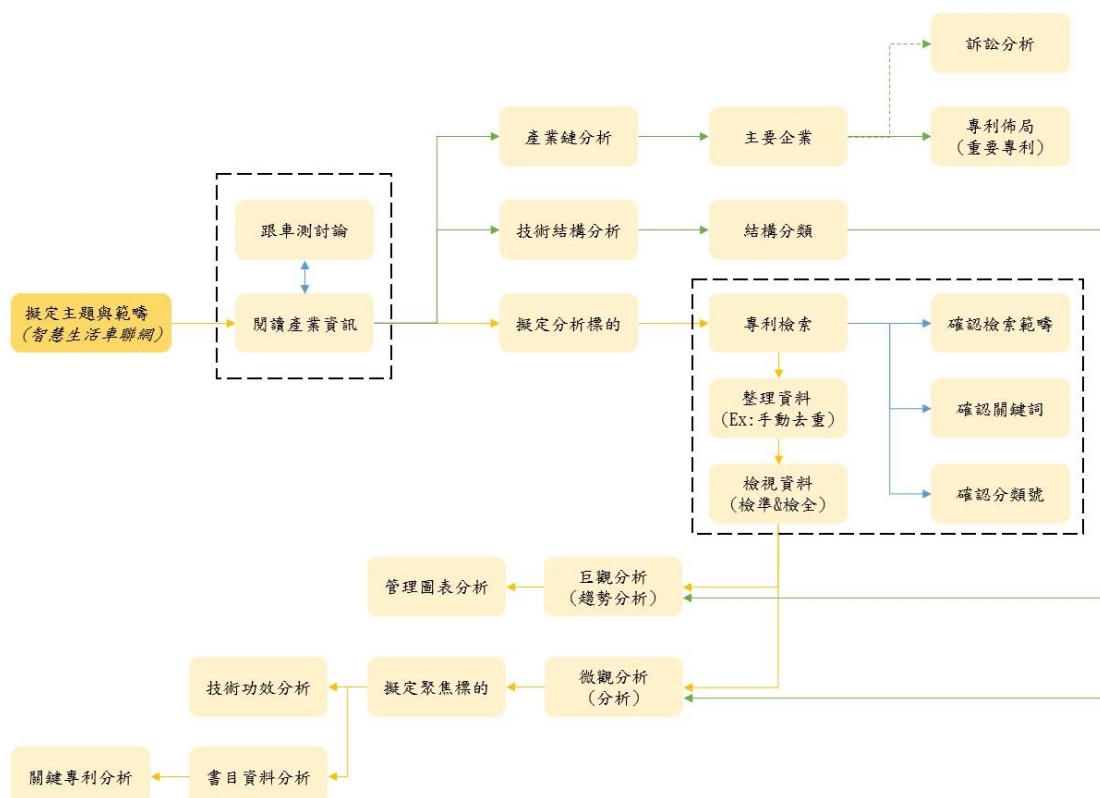 訴訟分析
產業鏈分析
主要企業
專利佈局
(重要專利)
跟車測討論
技術結構分析
結構分類
擬定主題與範疇
(智慧生活車聯網)
閱讀產業資訊
擬定分析標的
專利檢索
確認檢索範疇
整理資料
(Ex:手動去重)
確認關鍵詞
檢視資料
(檢準&檢全)
確認分類號
管理圖表分析
巨觀分析
(趨勢分析)
技術功效分析
擬定聚焦標的
微觀分析
(分析)
關鍵專利分析
書目資料分析